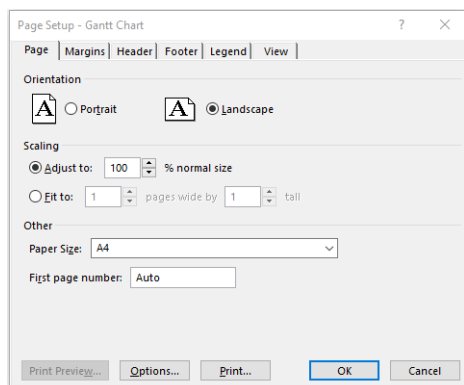 Page Setup - Gantt Chart ? ×
Page Margins Header Footer Legend View
Orientation
A Portrait A Landscape
Scaling
Adjust to: 100 % normal size
Fit to: 1 pages wide by 1 tall
Other
Paper Size: A4
First page number: Auto
Print Preview... Options... Print... OK Cancel